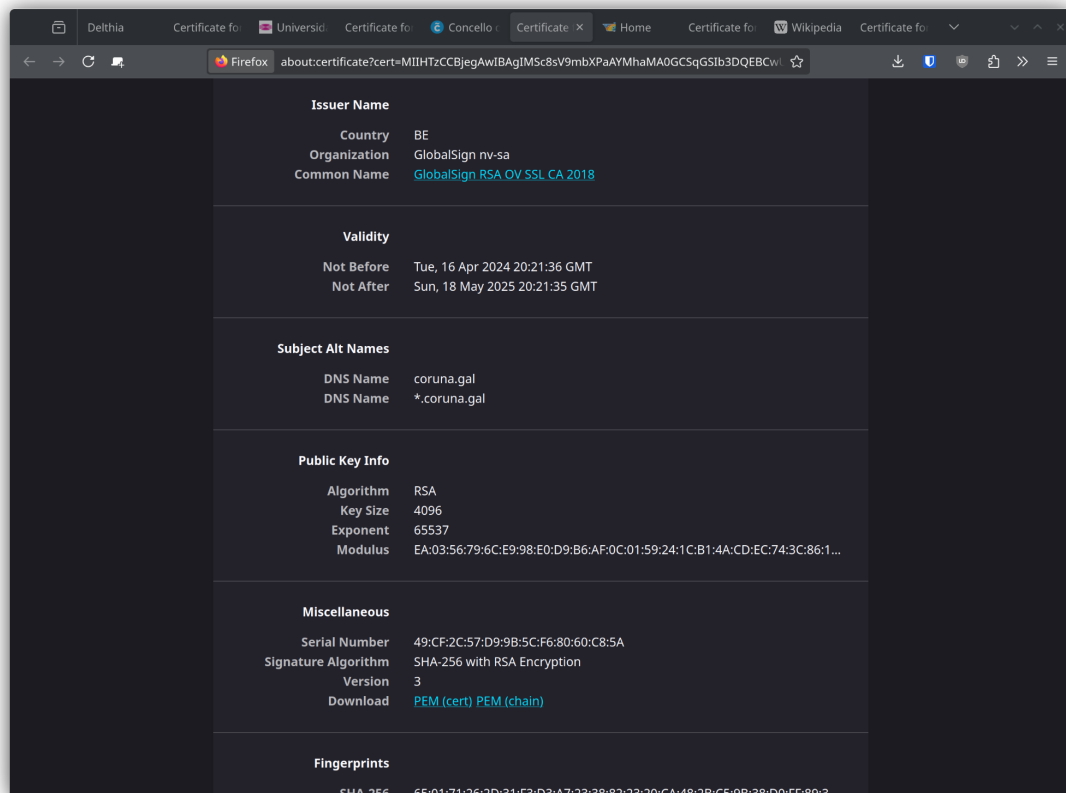 Delthia
Certificate fo
Universid
Certificate fo
Concello
Certificate
Home
Certificate fo
Wikipedia
Certificate fo
Firefox about:certificate?cert=MIIHTzCCBjegAwIBAgIMSc8sV9mbXPaAYMhaMA0GCSqGSIb3DQEBCwU
Issuer Name
Country BE
Organization GlobalSign nv-sa
Common Name GlobalSign RSA OV SSL CA 2018
Validity
Not Before Tue, 16 Apr 2024 20:21:36 GMT
Not After Sun, 18 May 2025 20:21:35 GMT
Subject Alt Names
DNS Name coruna.gal
DNS Name *.coruna.gal
Public Key Info
Algorithm RSA
Key Size 4096
Exponent 65537
Modulus EA:03:56:79:6C:E9:98:E0:D9:B6:AF:0C:01:59:24:1C:B1:4A:CD:EC:74:3C:86:1...
Miscellaneous
Serial Number 49:CF:2C:57:D9:9B:5C:F6:80:60:C8:5A
Signature Algorithm SHA-256 with RSA Encryption
Version 3
Download PEM (cert) PEM (chain)
Fingerprints
SHA-256